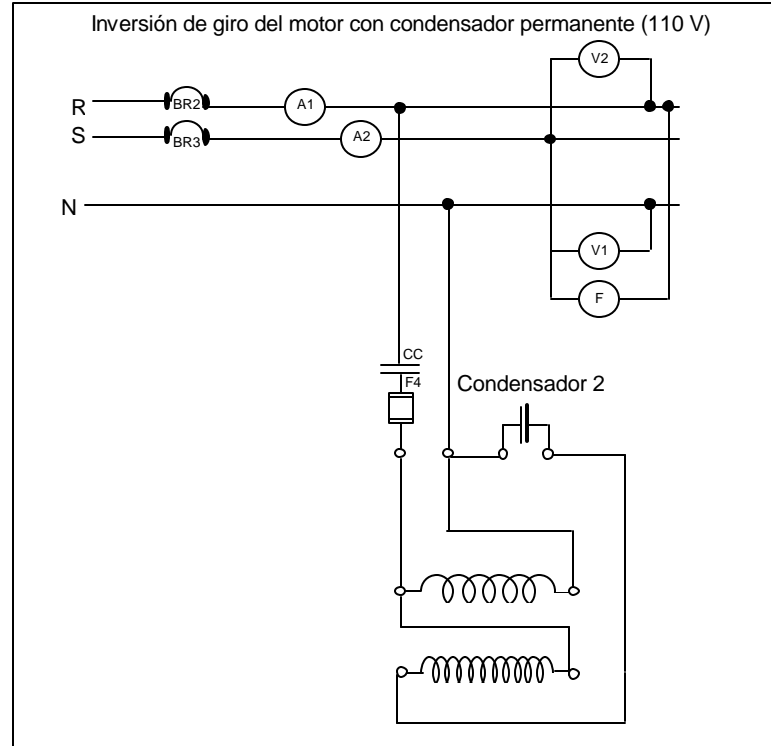 Inversión de giro del motor con condensador permanente (110 V)
V2
R
BR2
A1
S
BR3
A2
N
V1
F
CC
F4
Condensador 2